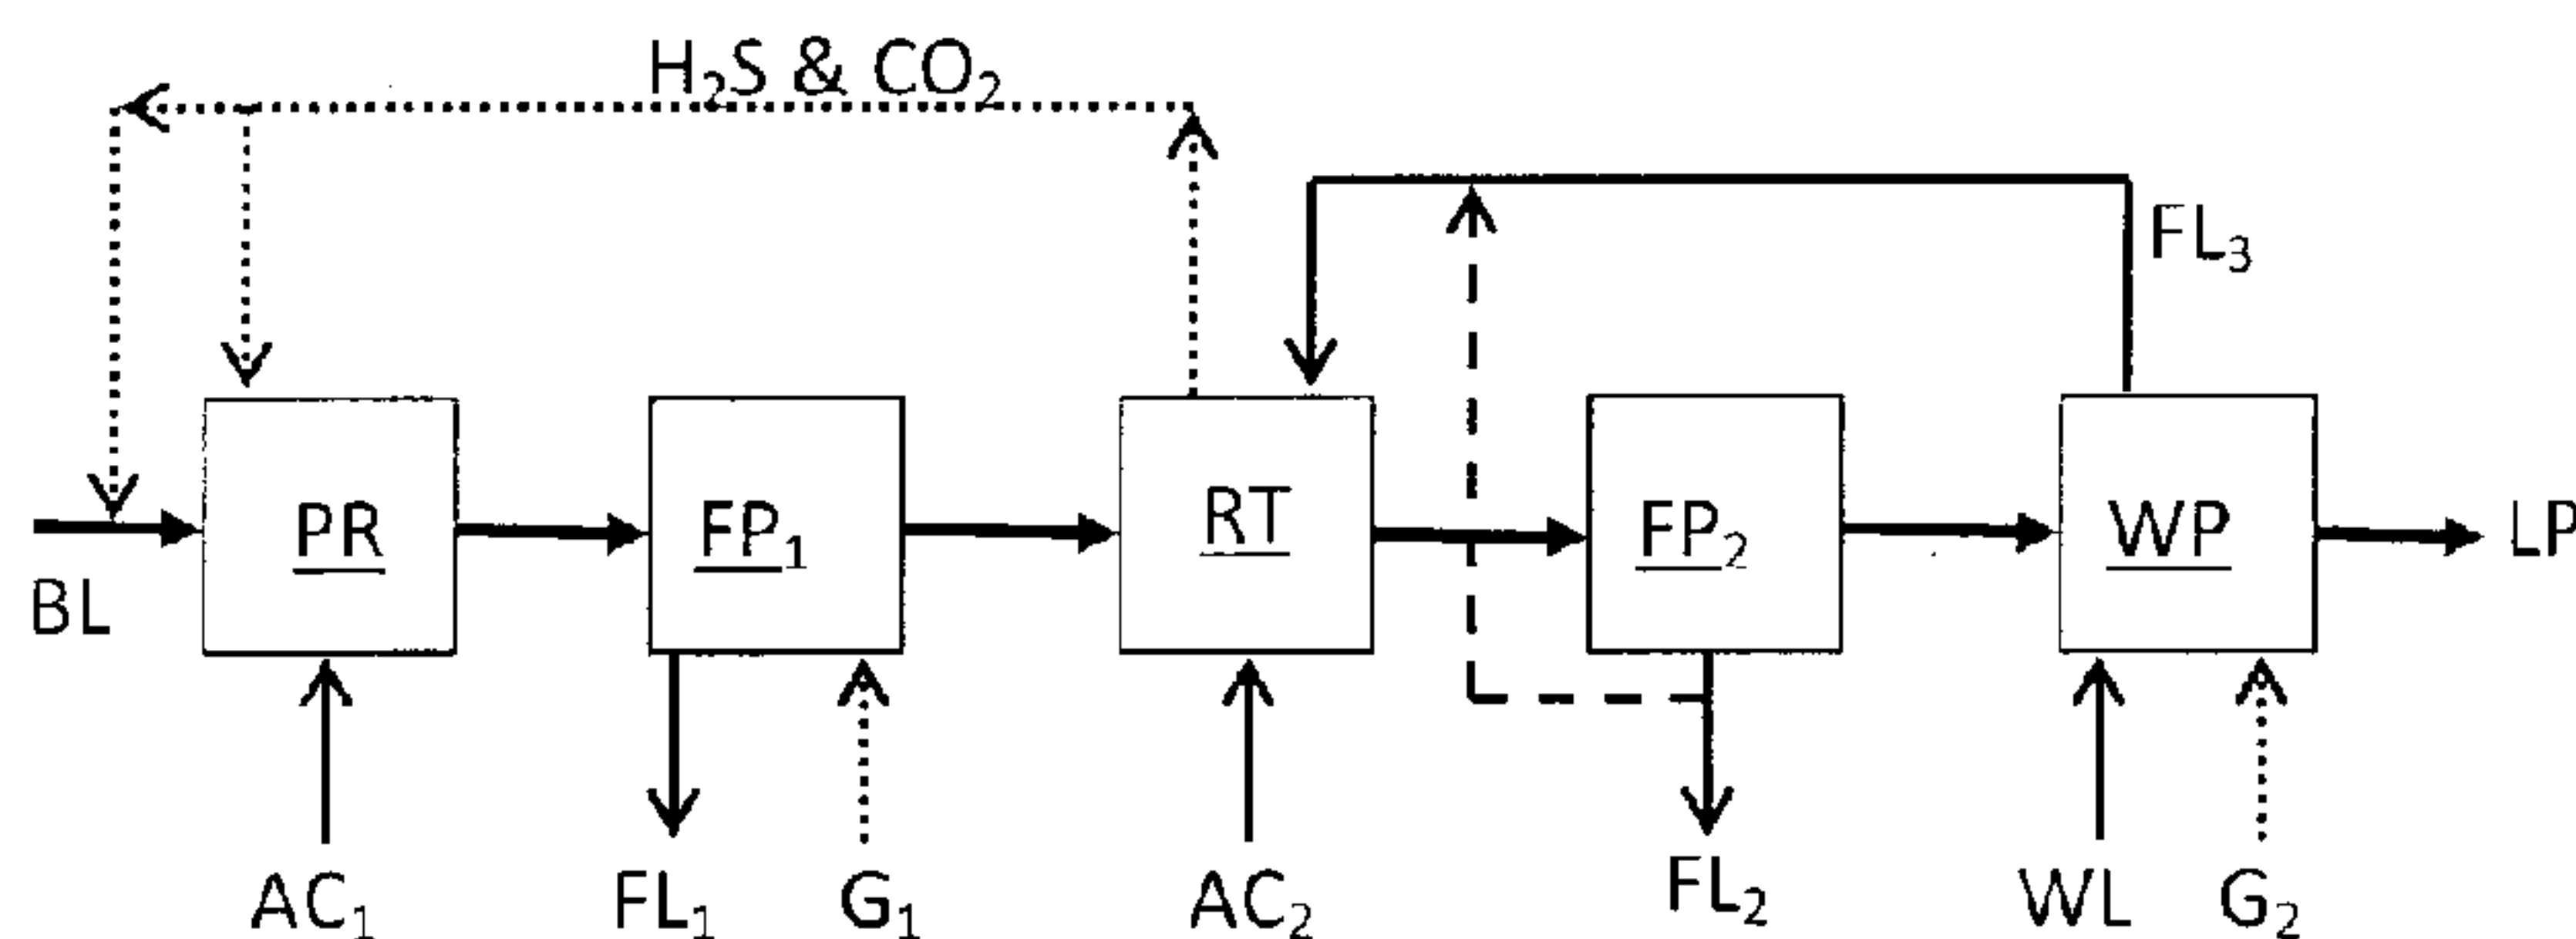 H₂S & CO₂
FL₃
PR
FP₁
RT
FP₂
WP
LP
BL
AC₁
FL₁
G₁
AC₂
FL₂
WL
G₂